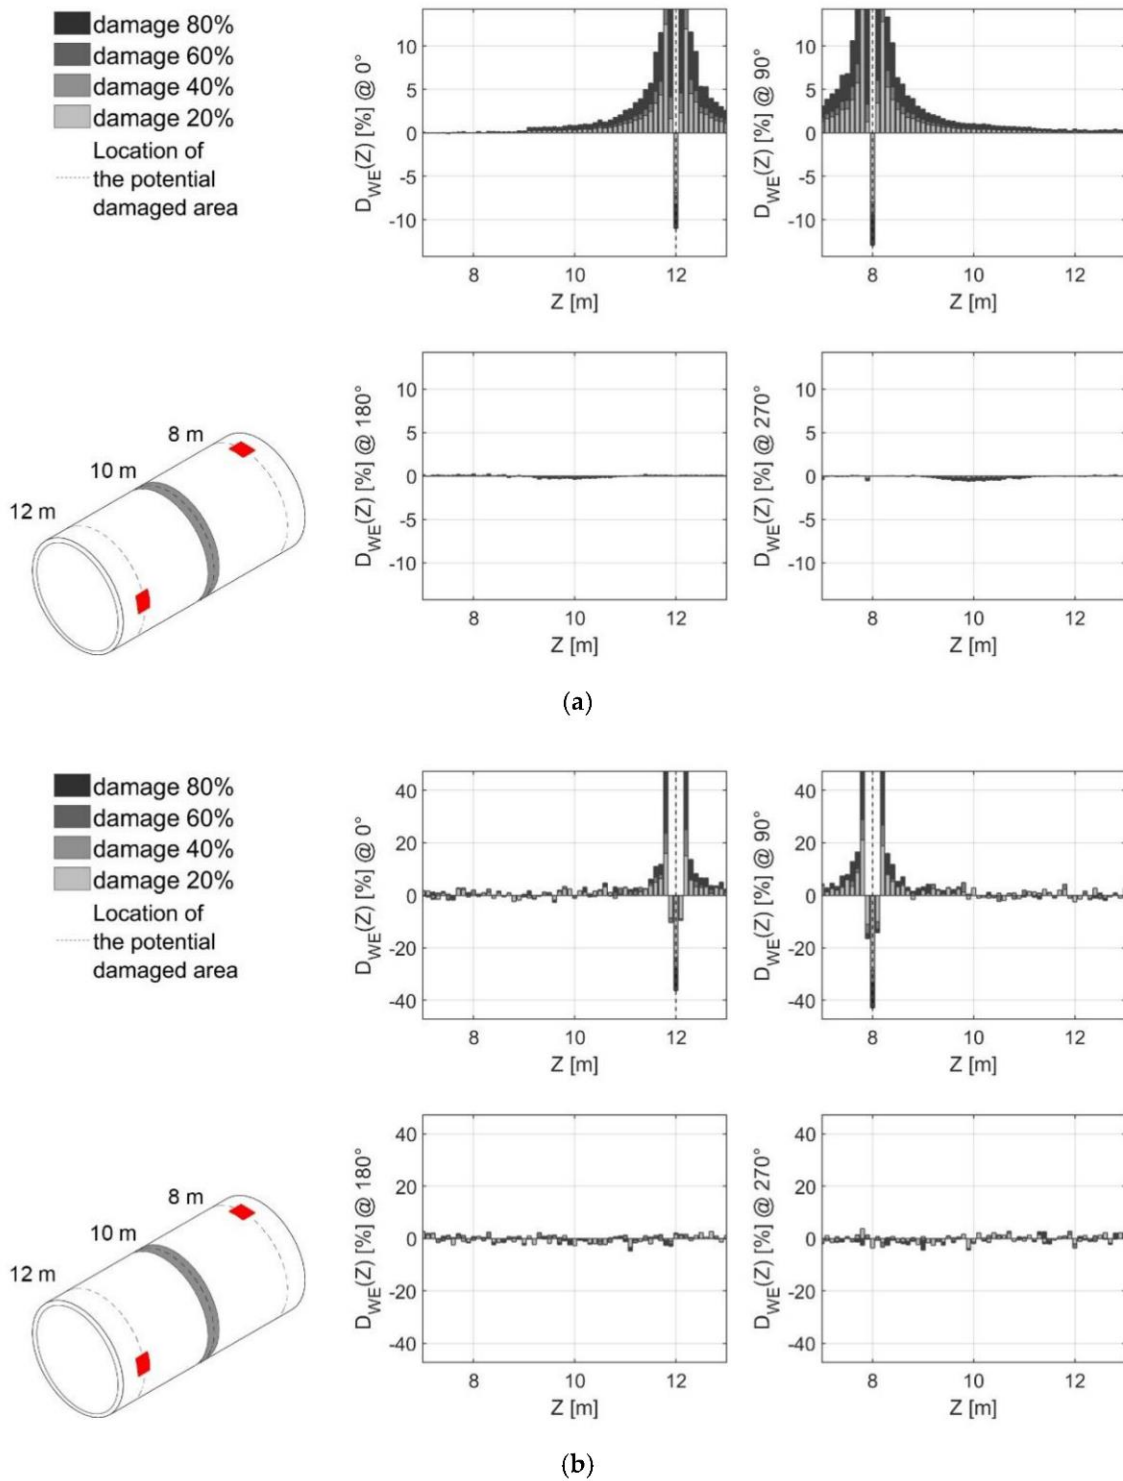 damage 80%
damage 60%
damage 40%
damage 20%
Location of
the potential
damaged area
D_WE(Z) [%] @ 0°
10
5
0
-5
-10
8 10 12
Z [m]
D_WE(Z) [%] @ 90°
10
5
0
-5
-10
8 10 12
Z [m]
8 m
10 m
12 m
D_WE(Z) [%] @ 180°
10
5
0
-5
-10
8 10 12
Z [m]
D_WE(Z) [%] @ 270°
10
5
0
-5
-10
8 10 12
Z [m]
(a)
damage 80%
damage 60%
damage 40%
damage 20%
Location of
the potential
damaged area
D_WE(Z) [%] @ 0°
40
20
0
-20
-40
8 10 12
Z [m]
D_WE(Z) [%] @ 90°
40
20
0
-20
-40
8 10 12
Z [m]
8 m
10 m
12 m
D_WE(Z) [%] @ 180°
40
20
0
-20
-40
8 10 12
Z [m]
D_WE(Z) [%] @ 270°
40
20
0
-20
-40
8 10 12
Z [m]
(b)